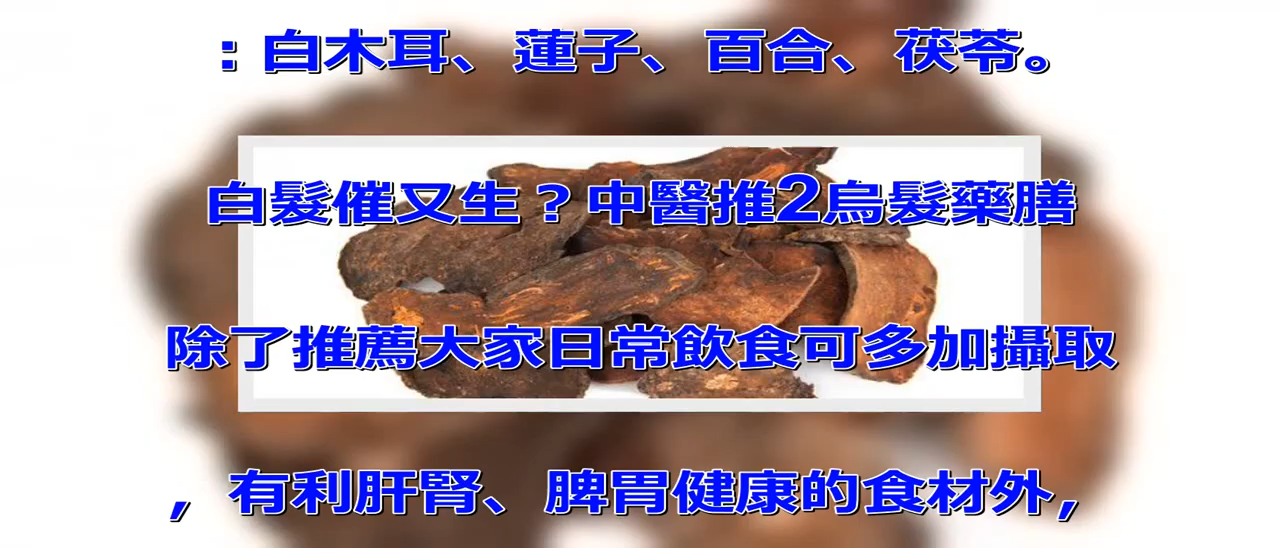 ：白木耳、蓮子、百合、茯苓。
白髮催又生？中醫推2烏髮藥膳
除了推薦大家日常飲食可多加攝取
，有利肝腎、脾胃健康的食材外，